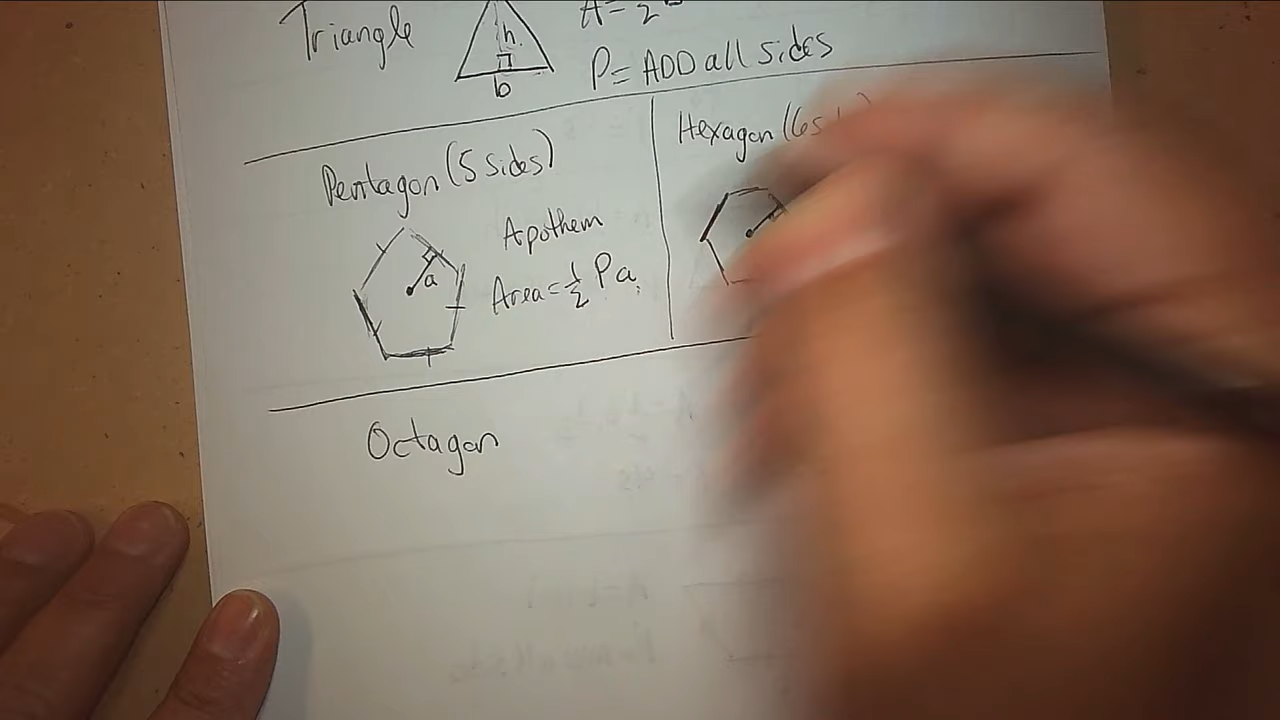 Triangle
h.
b
P = ADD all sides
Pentagon (5 sides)
a
Apothem
Area = 1/2 Pa
Hexagon
Octagon